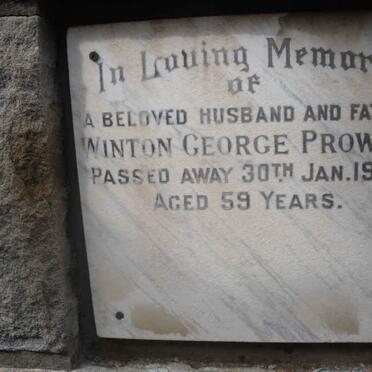 In Loving Memor
of
A BELOVED HUSBAND AND FAT
WINTON GEORGE PROW
PASSED AWAY 30TH JAN. 19
AGED 59 YEARS.